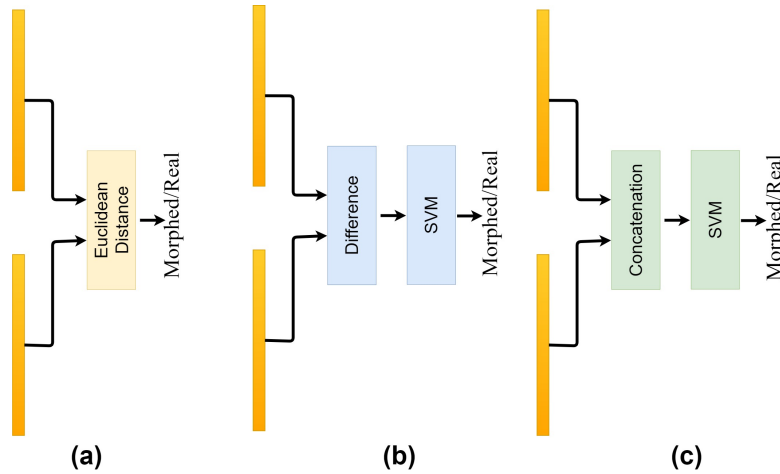 Euclidean
Distance
Morphed/Real
(a)
Difference
SVM
Morphed/Real
(b)
Concatenation
SVM
Morphed/Real
(c)